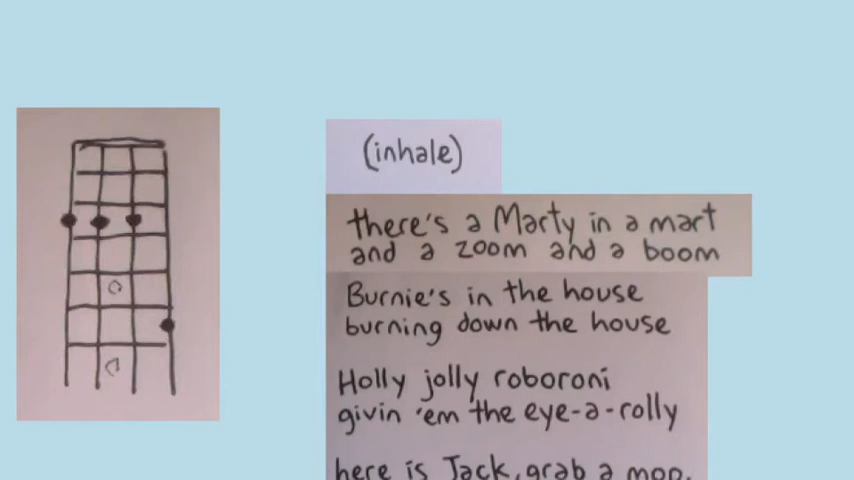 (inhale)
there's a Marty in a mart
and a zoom and a boom
Burnie's in the house
burning down the house
Holly jolly roboroni
givin 'em the eye-a-rolly
here is Jack, grab a mop,